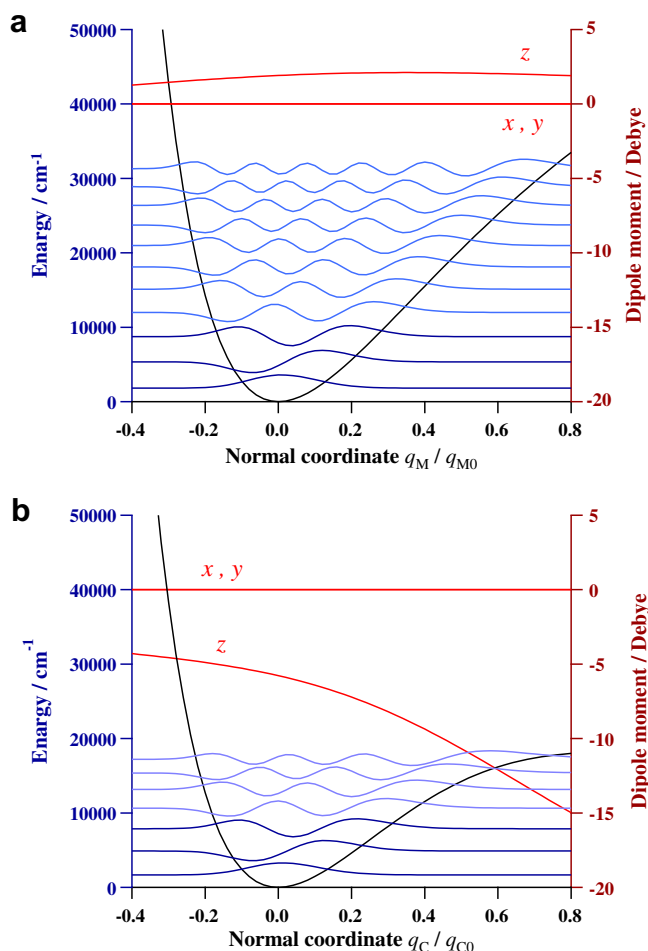 a
50000
40000
30000
20000
10000
0
Enargy / cm-1
5
0
-5
-10
-15
-20
Dipole moment / Debye
z
x , y
-0.4 -0.2 0.0 0.2 0.4 0.6 0.8
Normal coordinate qM / qM0
b
50000
40000
30000
20000
10000
0
Enargy / cm-1
5
0
-5
-10
-15
-20
Dipole moment / Debye
x , y
z
-0.4 -0.2 0.0 0.2 0.4 0.6 0.8
Normal coordinate qC / qC0